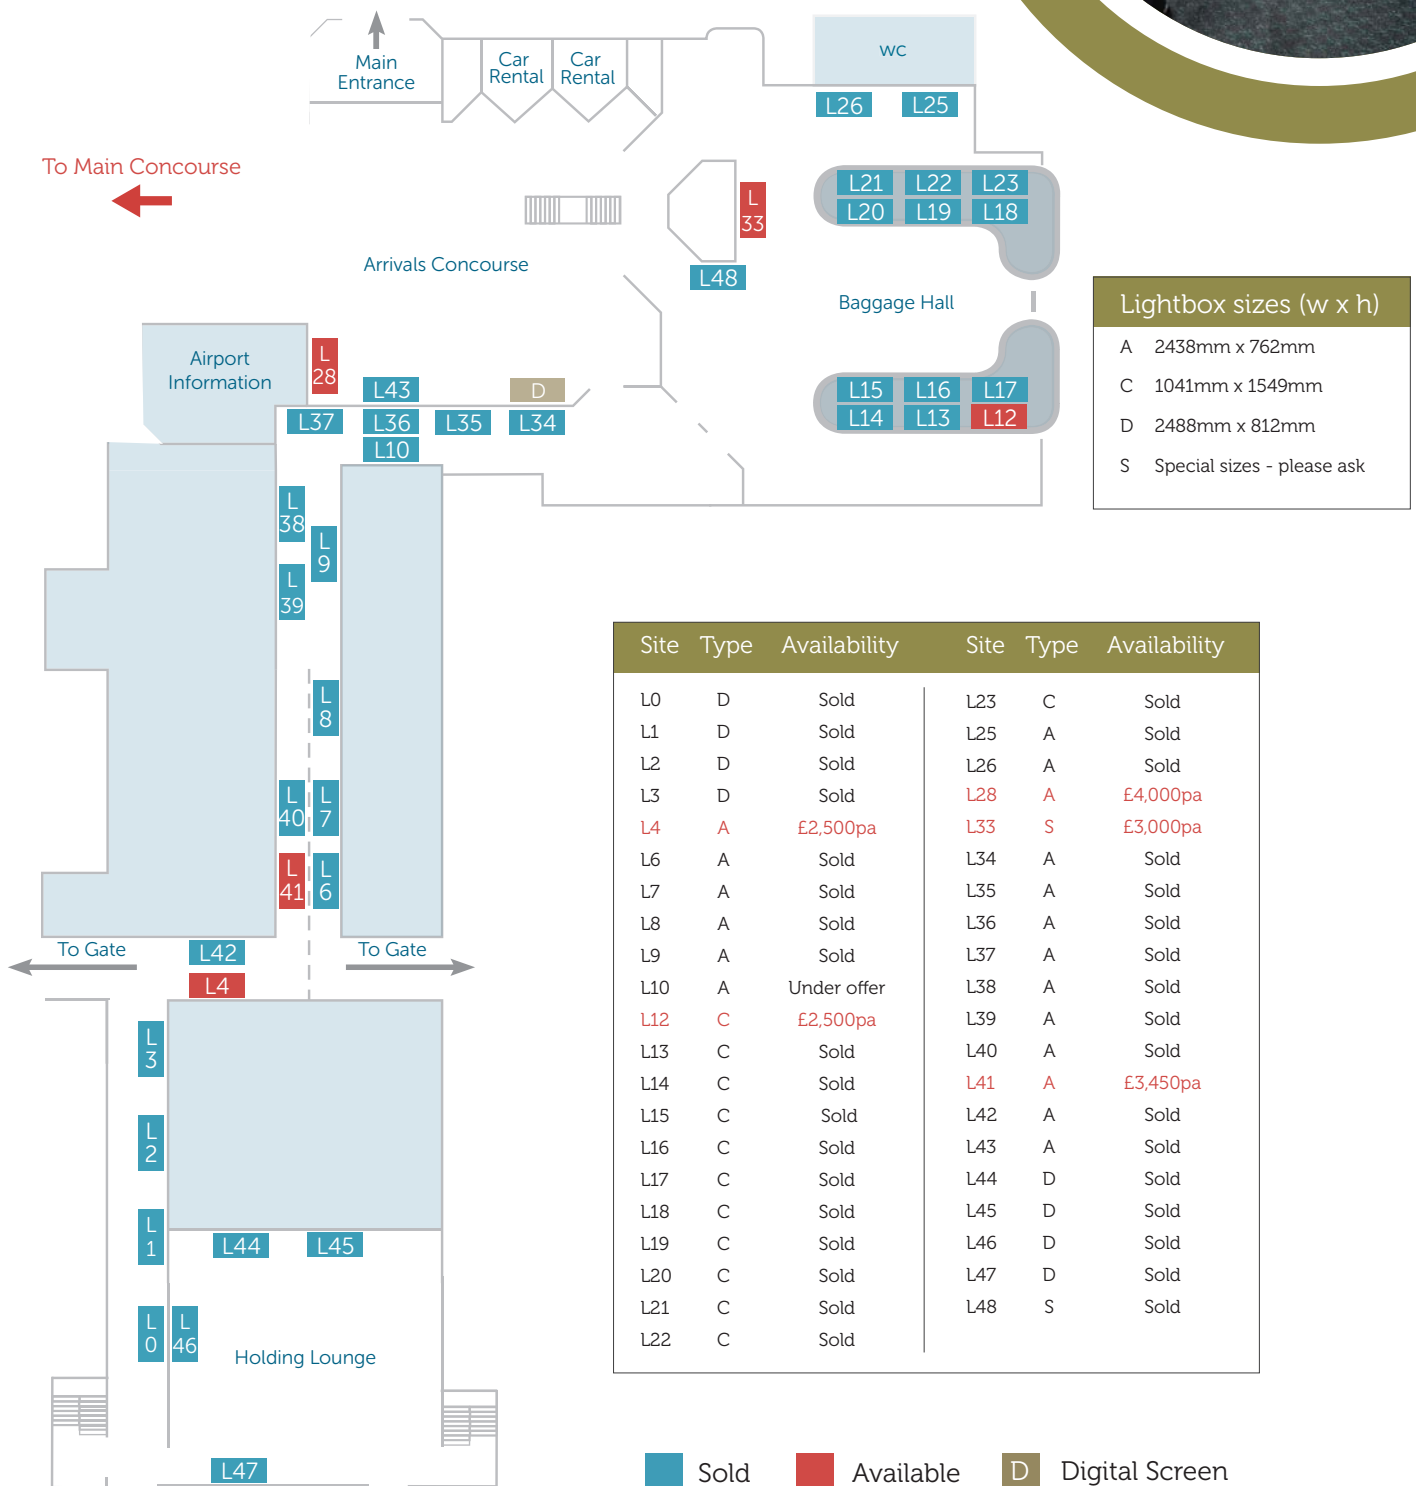 Main
Entrance
Car
Rental
Car
Rental
wc
L26
L25
To Main Concourse
L21
L22
L23
L20
L19
L18
L
33
L48
Arrivals Concourse
Baggage Hall
Lightbox sizes (w x h)
A 2438mm x 762mm
C 1041mm x 1549mm
D 2488mm x 812mm
S Special sizes - please ask
Airport
Information
L
28
L43
D
L37
L36
L35
L34
L10
L15
L16
L17
L14
L13
L12
L
38
L
9
L
39
L
8
L
40
L
7
L
41
L
6
To Gate
L42
To Gate
L4
L
3
L
2
L
1
L44
L45
L
0
L
46
Holding Lounge
L47
Site Type Availability
L0 D Sold
L1 D Sold
L2 D Sold
L3 D Sold
L4 A £2,500pa
L6 A Sold
L7 A Sold
L8 A Sold
L9 A Sold
L10 A Under offer
L12 C £2,500pa
L13 C Sold
L14 C Sold
L15 C Sold
L16 C Sold
L17 C Sold
L18 C Sold
L19 C Sold
L20 C Sold
L21 C Sold
L22 C Sold
Site Type Availability
L23 C Sold
L25 A Sold
L26 A Sold
L28 A £4,000pa
L33 S £3,000pa
L34 A Sold
L35 A Sold
L36 A Sold
L37 A Sold
L38 A Sold
L39 A Sold
L40 A Sold
L41 A £3,450pa
L42 A Sold
L43 A Sold
L44 D Sold
L45 D Sold
L46 D Sold
L47 D Sold
L48 S Sold
Sold
Available
D Digital Screen